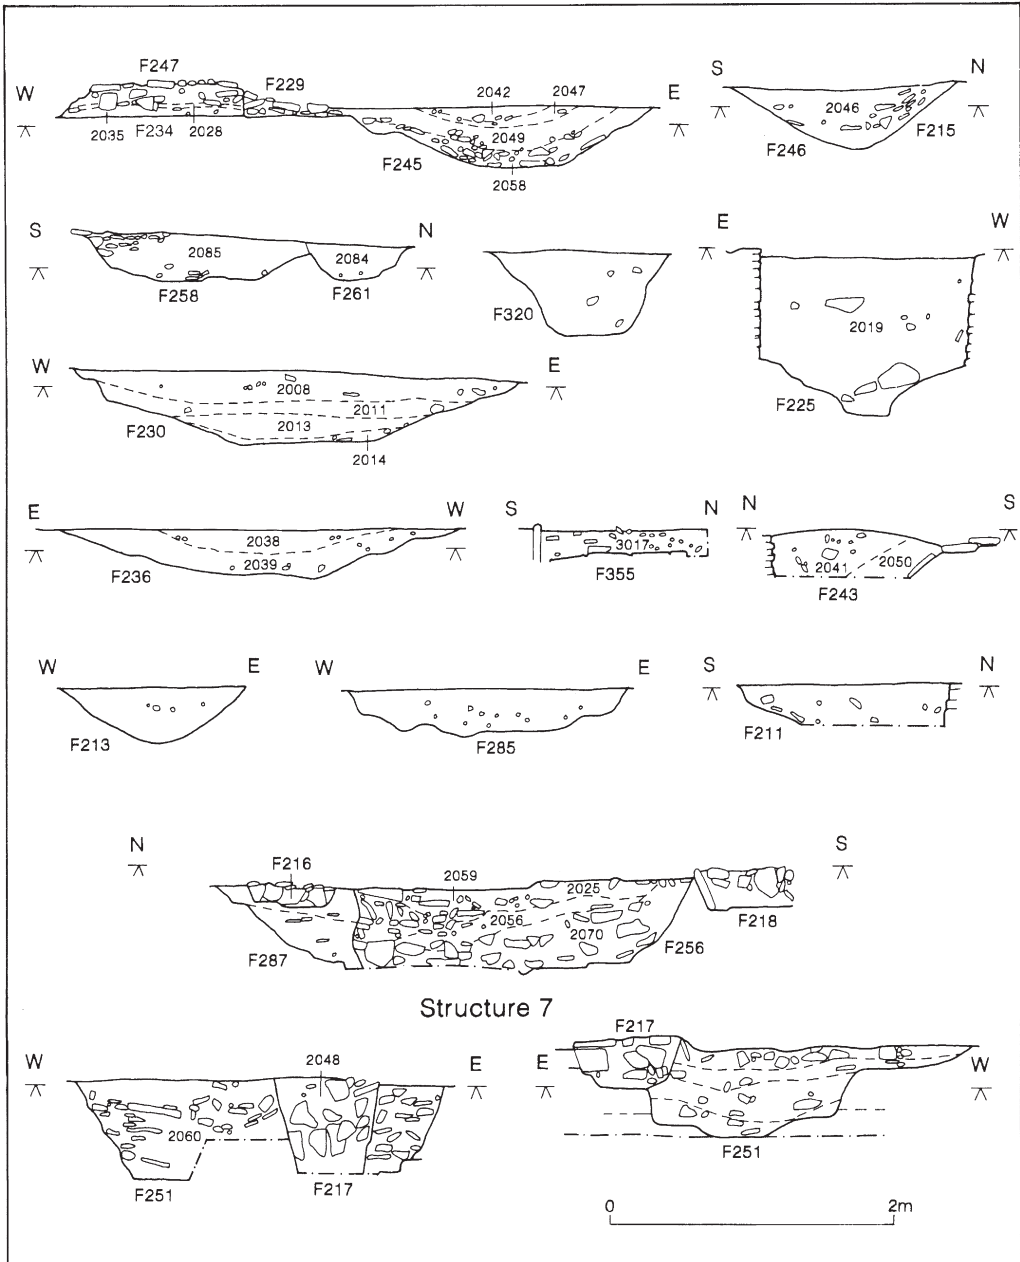 F247
F229
W
2035
F234
2028
F245
2042
2047
2049
2058
E
S
N
2046
F246
F215
S
N
2085
2084
F258
F261
F320
E
W
2019
F225
W
E
2008
2011
2013
2014
F230
E
W
2038
2039
F236
S
N
3017
F355
N
S
2041
2050
F243
W
E
F213
W
E
F285
S
N
F211
N
S
F216
2059
2025
2056
2070
F287
F256
F218
Structure 7
W
E
2048
2060
F251
F217
F217
E
W
F251
0 2m